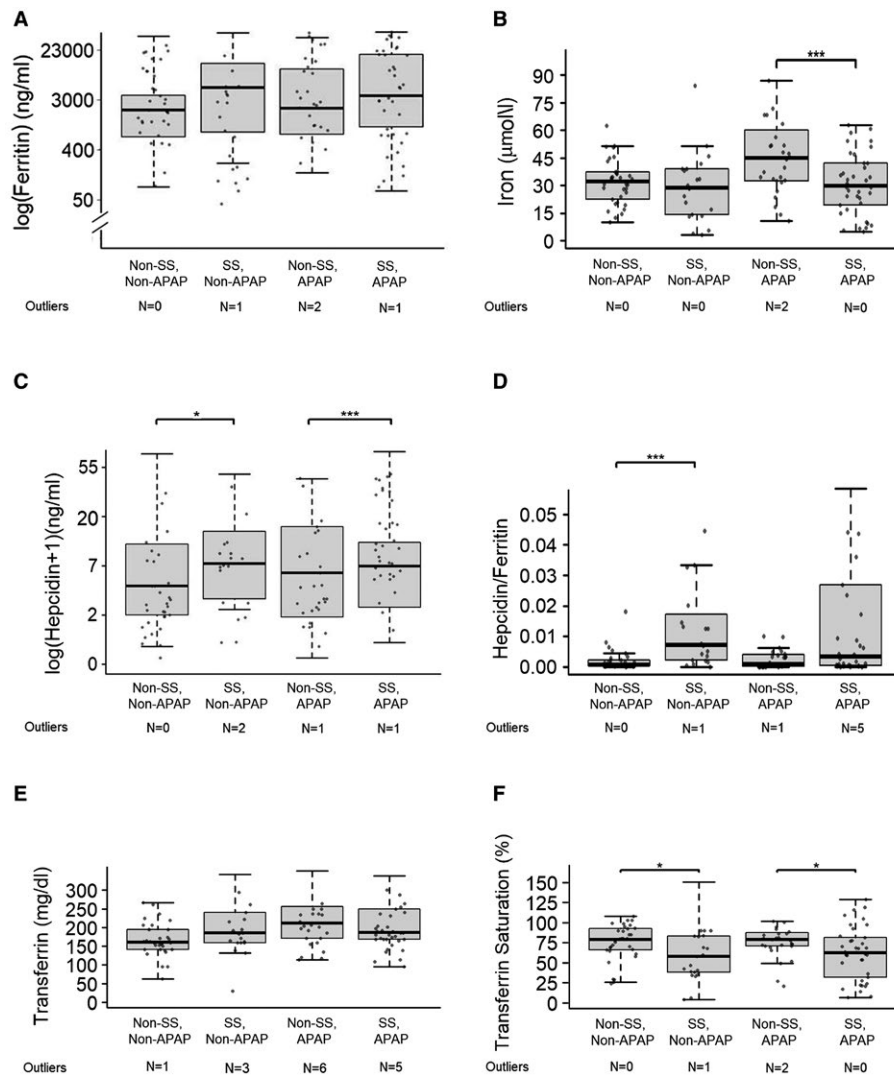 A
log(Ferritin) (ng/ml)
23000
3000
400
50
Non-SS, SS, Non-SS, SS,
Non-APAP Non-APAP APAP APAP
Outliers N=0 N=1 N=2 N=1
B
***
Iron (µmol\l)
90
75
60
45
30
15
0
Non-SS, SS, Non-SS, SS,
Non-APAP Non-APAP APAP APAP
Outliers N=0 N=0 N=2 N=0
C
* ***
log(Hepcidin+1)(ng/ml)
55
20
7
2
0
Non-SS, SS, Non-SS, SS,
Non-APAP Non-APAP APAP APAP
Outliers N=0 N=2 N=1 N=1
D
***
Hepcidin/Ferritin
0.05
0.04
0.03
0.02
0.01
0.00
Non-SS, SS, Non-SS, SS,
Non-APAP Non-APAP APAP APAP
Outliers N=0 N=1 N=1 N=5
E
Transferrin (mg/dl)
300
250
200
150
100
50
0
Non-SS, SS, Non-SS, SS,
Non-APAP Non-APAP APAP APAP
Outliers N=1 N=3 N=6 N=5
F
* *
Transferrin Saturation (%)
150
125
100
75
50
25
0
Non-SS, SS, Non-SS, SS,
Non-APAP Non-APAP APAP APAP
Outliers N=0 N=1 N=2 N=0